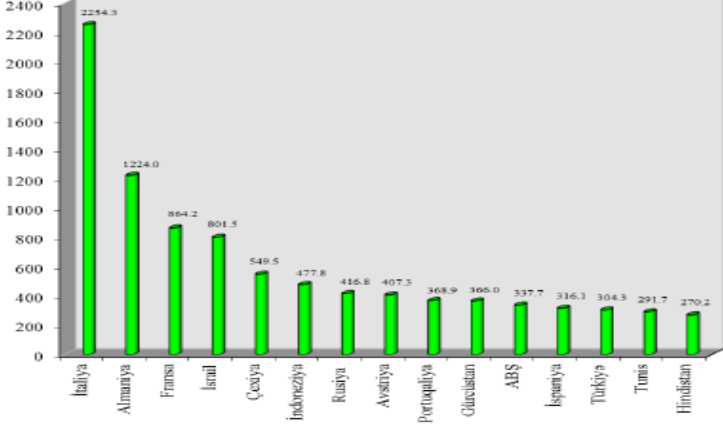 2400
2200
2000
1800
1600
1400
1200
1000
800
600
400
200
0
2254.3
1224.0
864.2
801.5
549.5
477.8
416.8
407.3
368.9
366.0
337.7
316.1
304.3
291.7
270.2
İtaliya
Almaniya
Fransa
İsrail
Çexiya
İndoneziya
Rusiya
Avstriya
Portuqaliya
Gürcüstan
ABŞ
İspaniya
Türkiyə
Tunis
Hindistan